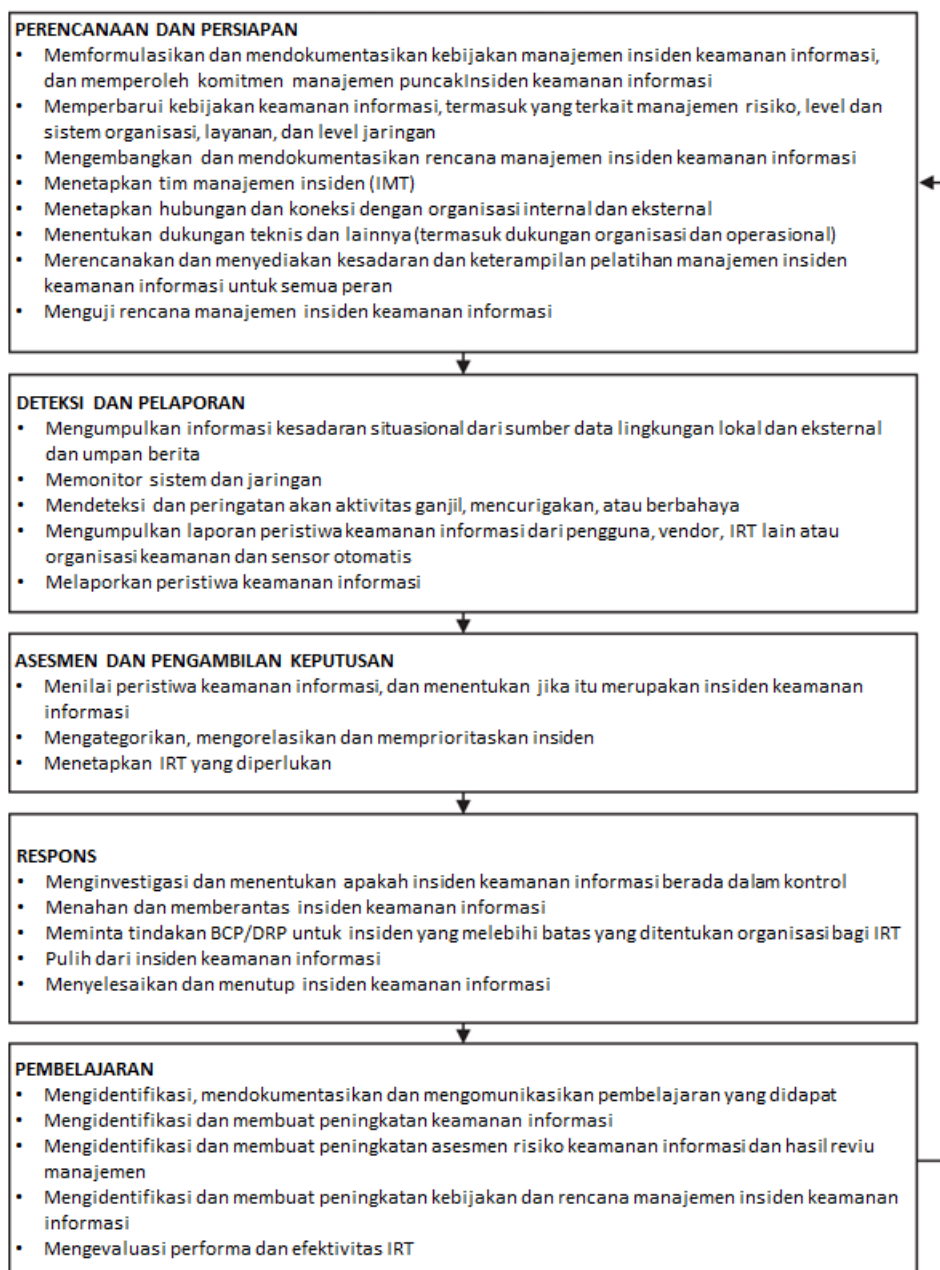 PERENCANAAN DAN PERSIAPAN
• Memformulasikan dan mendokumentasikan kebijakan manajemen insiden keamanan informasi,
dan memperoleh komitmen manajemen puncakInsiden keamanan informasi
• Memperbarui kebijakan keamanan informasi, termasuk yang terkait manajemen risiko, level dan
sistem organisasi, layanan, dan level jaringan
• Mengembangkan dan mendokumentasikan rencana manajemen insiden keamanan informasi
• Menetapkan tim manajemen insiden (IMT)
• Menetapkan hubungan dan koneksi dengan organisasi internal dan eksternal
• Menentukan dukungan teknis dan lainnya (termasuk dukungan organisasi dan operasional)
• Merencanakan dan menyediakan kesadaran dan keterampilan pelatihan manajemen insiden
keamanan informasi untuk semua peran
• Menguji rencana manajemen insiden keamanan informasi
DETEKSI DAN PELAPORAN
• Mengumpulkan informasi kesadaran situasional dari sumber data lingkungan lokal dan eksternal
dan umpan berita
• Memonitor sistem dan jaringan
• Mendeteksi dan peringatan akan aktivitas ganjil, mencurigakan, atau berbahaya
• Mengumpulkan laporan peristiwa keamanan informasi dari pengguna, vendor, IRT lain atau
organisasi keamanan dan sensor otomatis
• Melaporkan peristiwa keamanan informasi
ASESMEN DAN PENGAMBILAN KEPUTUSAN
• Menilai peristiwa keamanan informasi, dan menentukan jika itu merupakan insiden keamanan
informasi
• Mengategorikan, mengorelasikan dan memprioritaskan insiden
• Menetapkan IRT yang diperlukan
RESPONS
• Menginvestigasi dan menentukan apakah insiden keamanan informasi berada dalam kontrol
• Menahan dan memberantas insiden keamanan informasi
• Meminta tindakan BCP/DRP untuk insiden yang melebihi batas yang ditentukan organisasi bagi IRT
• Pulih dari insiden keamanan informasi
• Menyelesaikan dan menutup insiden keamanan informasi
PEMBELAJARAN
• Mengidentifikasi, mendokumentasikan dan mengomunikasikan pembelajaran yang didapat
• Mengidentifikasi dan membuat peningkatan keamanan informasi
• Mengidentifikasi dan membuat peningkatan asesmen risiko keamanan informasi dan hasil reviu
manajemen
• Mengidentifikasi dan membuat peningkatan kebijakan dan rencana manajemen insiden keamanan
informasi
• Mengevaluasi performa dan efektivitas IRT